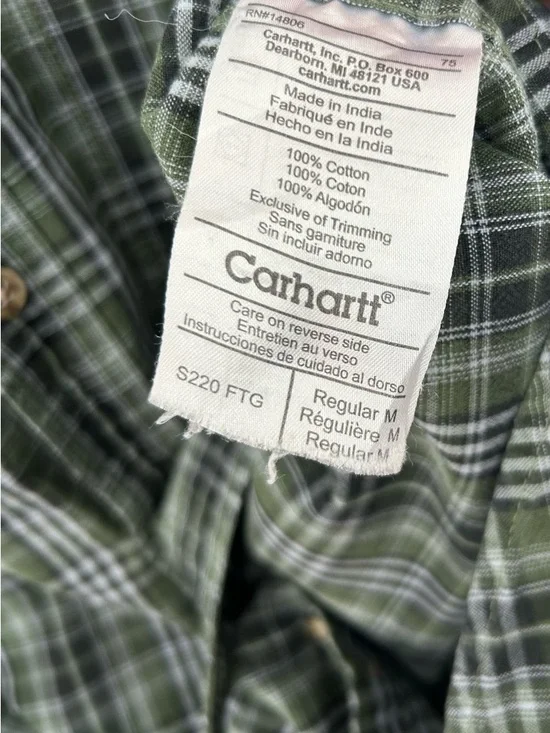 RN#14806
75
Carhartt, Inc. P.O. Box 600
Dearborn, MI 48121 USA
carhartt.com
Made in India
Fabriqué en Inde
Hecho en la India
100% Cotton
100% Coton
100% Algodón
Exclusive of Trimming
Sans garniture
Sin incluir adorno
Carhartt®
Care on reverse side
Entretien au verso
Instrucciones de cuidado al dorso
S220 FTG
Regular M
Régulière M
Regular M